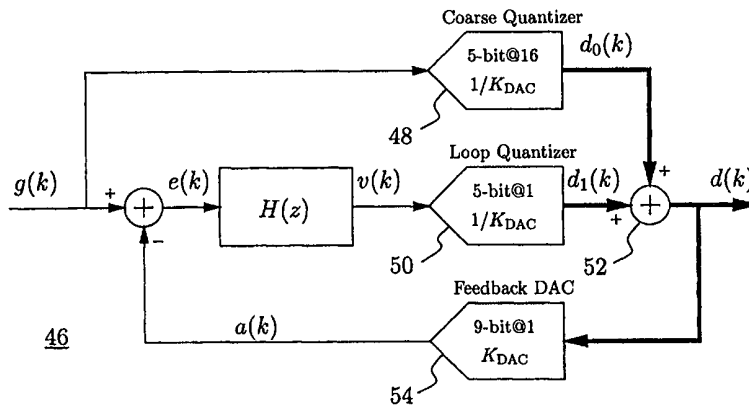 Coarse Quantizer
5-bit@16
1/K_DAC
d_0(k)
48
g(k)
+
+
e(k)
H(z)
v(k)
Loop Quantizer
5-bit@1
1/K_DAC
d_1(k)
+
+
+
d(k)
−
50
52
Feedback DAC
46
a(k)
9-bit@1
K_DAC
54